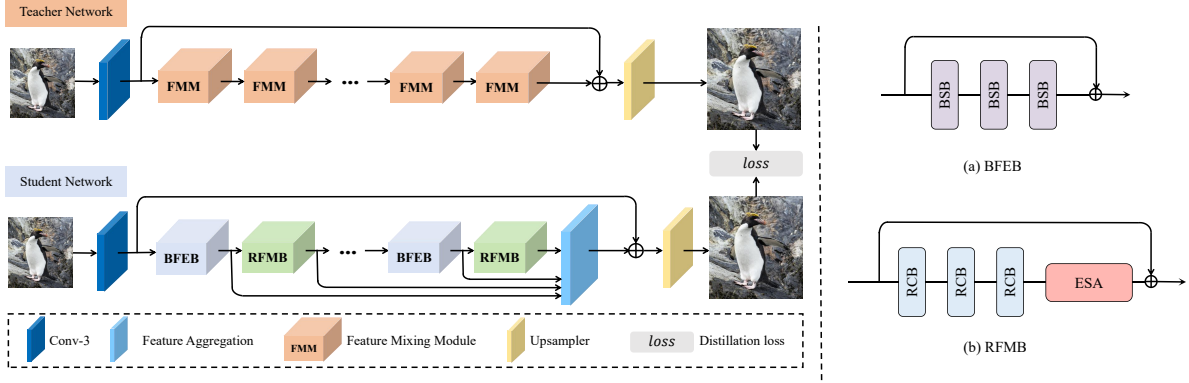 Teacher Network
FMM
FMM
...
FMM
FMM
loss
Student Network
BFEB
RFMB
...
BFEB
RFMB
Conv-3
Feature Aggregation
FMM
Feature Mixing Module
Upsampler
loss
Distillation loss
BSB
BSB
BSB
(a) BFEB
RCB
RCB
RCB
ESA
(b) RFMB